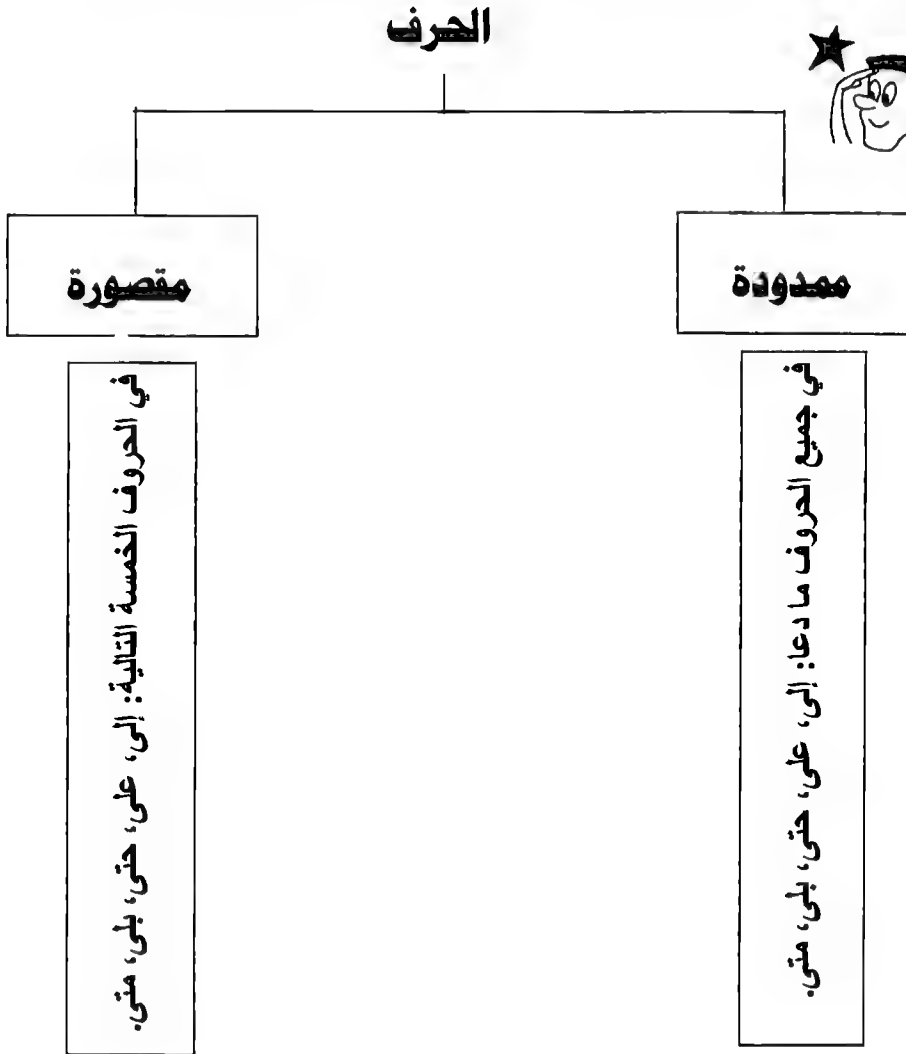 الحرف
ممدودة
مقصورة
في جميع الحروف ما دعا: إلى، على، حتى، بلى، متى.
في الحروف الخمسة التالية: إلى، على، حتى، بلى، متى.